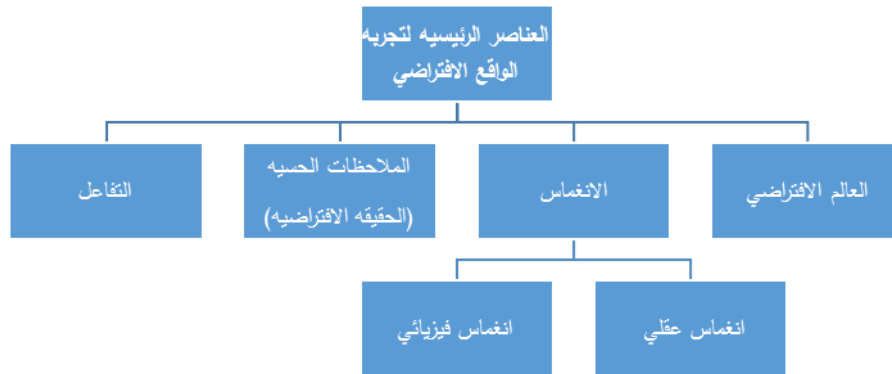 العناصر الرئيسيه لتجربه
الواقع الافتراضي
العالم الافتراضي
الانغماس
الملاحظات الحسيه
(الحقيقه الافتراضيه)
التفاعل
انغماس عقلي
انغماس فيزيائي